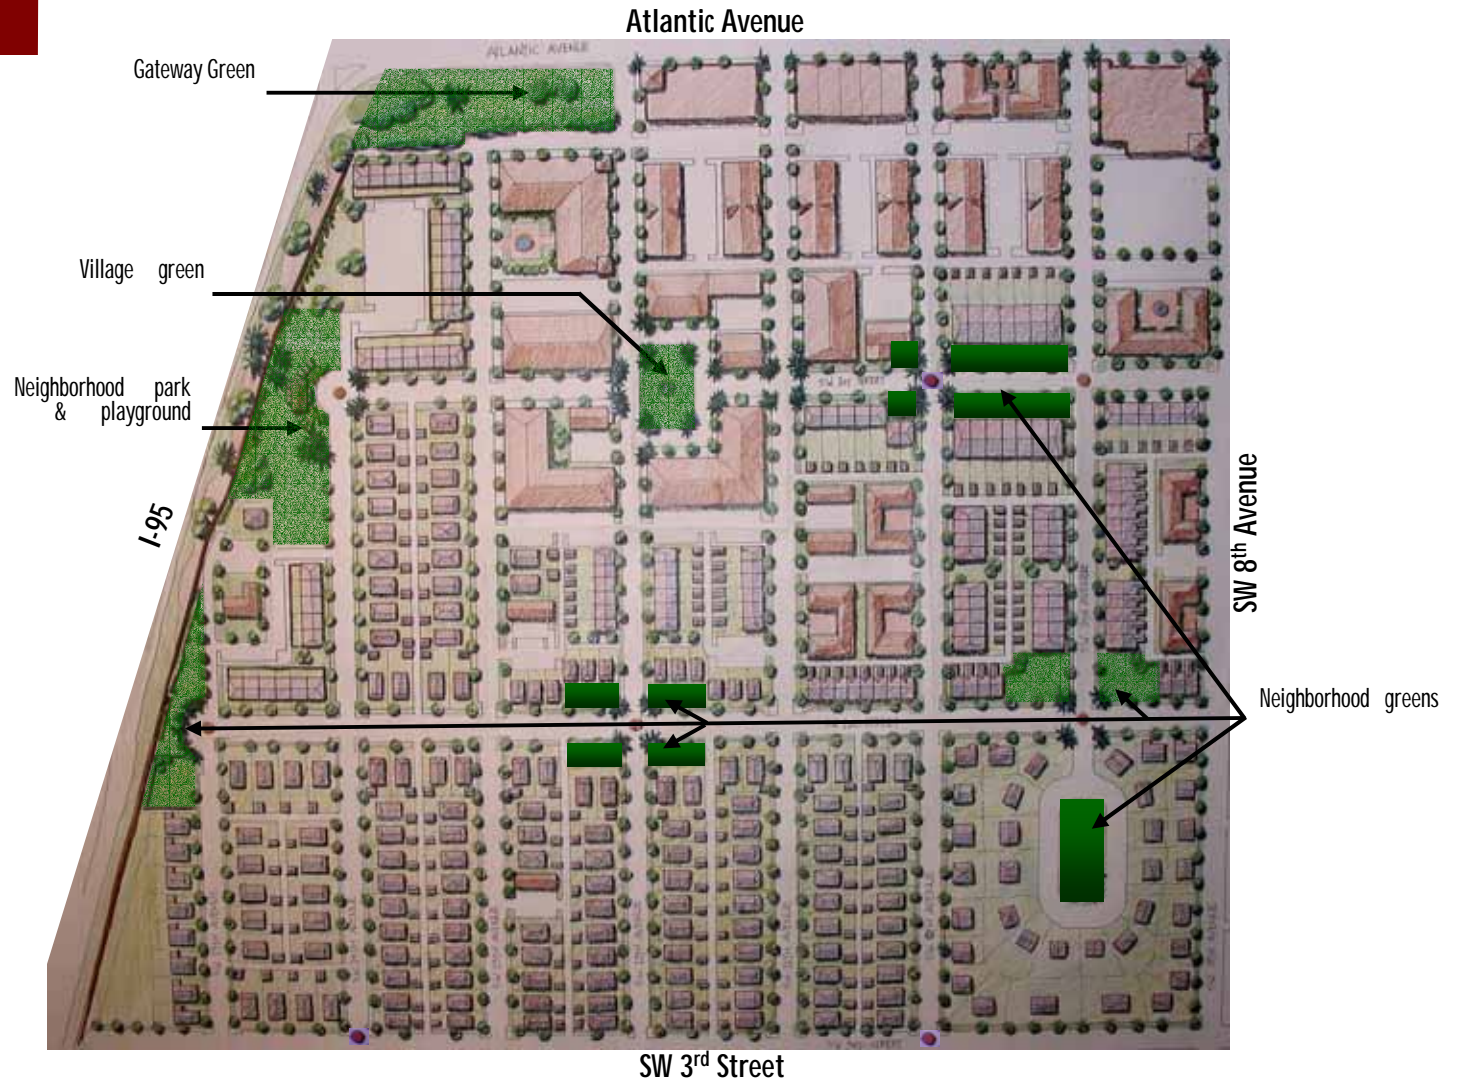 Atlantic Avenue
ATLANTIC AVENUE
Gateway Green
Village green
Neighborhood park
& playground
I-95
SW 8th Avenue
Neighborhood greens
SW 3rd Street